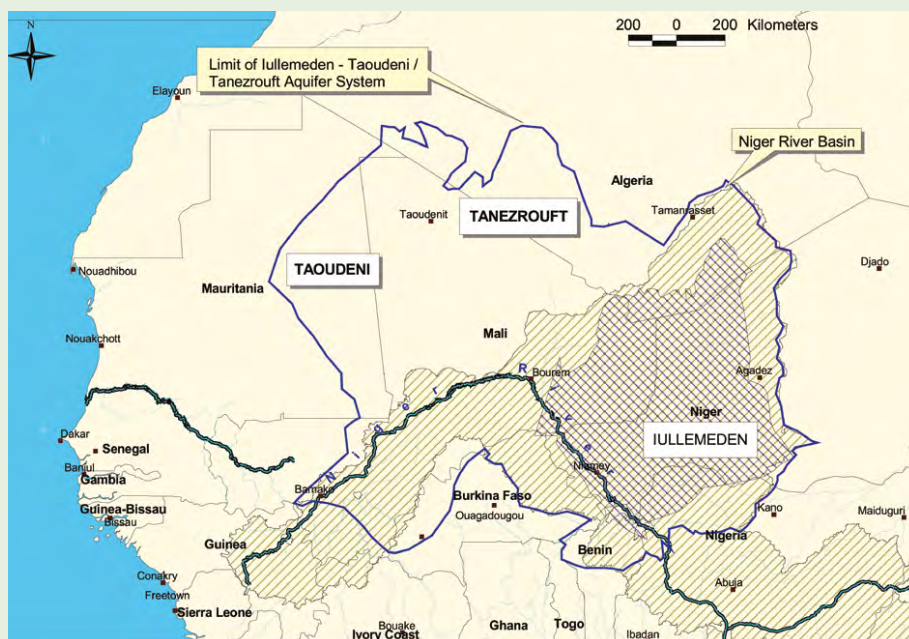 N
200 0 200 Kilometers
Limit of Iullemeden - Taoudeni /
Tanezrouft Aquifer System
Elayoun
Niger River Basin
Algeria
Tamanrasset
TANEZROUFT
Taoudenit
Djado
TAOUDENI
Nouadhibou
Mauritania
Mali
Nouakchott
Bourem
Agadez
Niger River
Niger
IULLEMEDEN
Dakar
Senegal
Banjul
Gambia
Niamey
Bamako
Burkina Faso
Ouagadougou
Guinea-Bissau
Bissau
Kano
Maiduguri
Guinea
Benin
Nigeria
Conakry
Abuja
Freetown
Sierra Leone
Bouake
Ivory Coast
Ghana
Togo
Ibadan